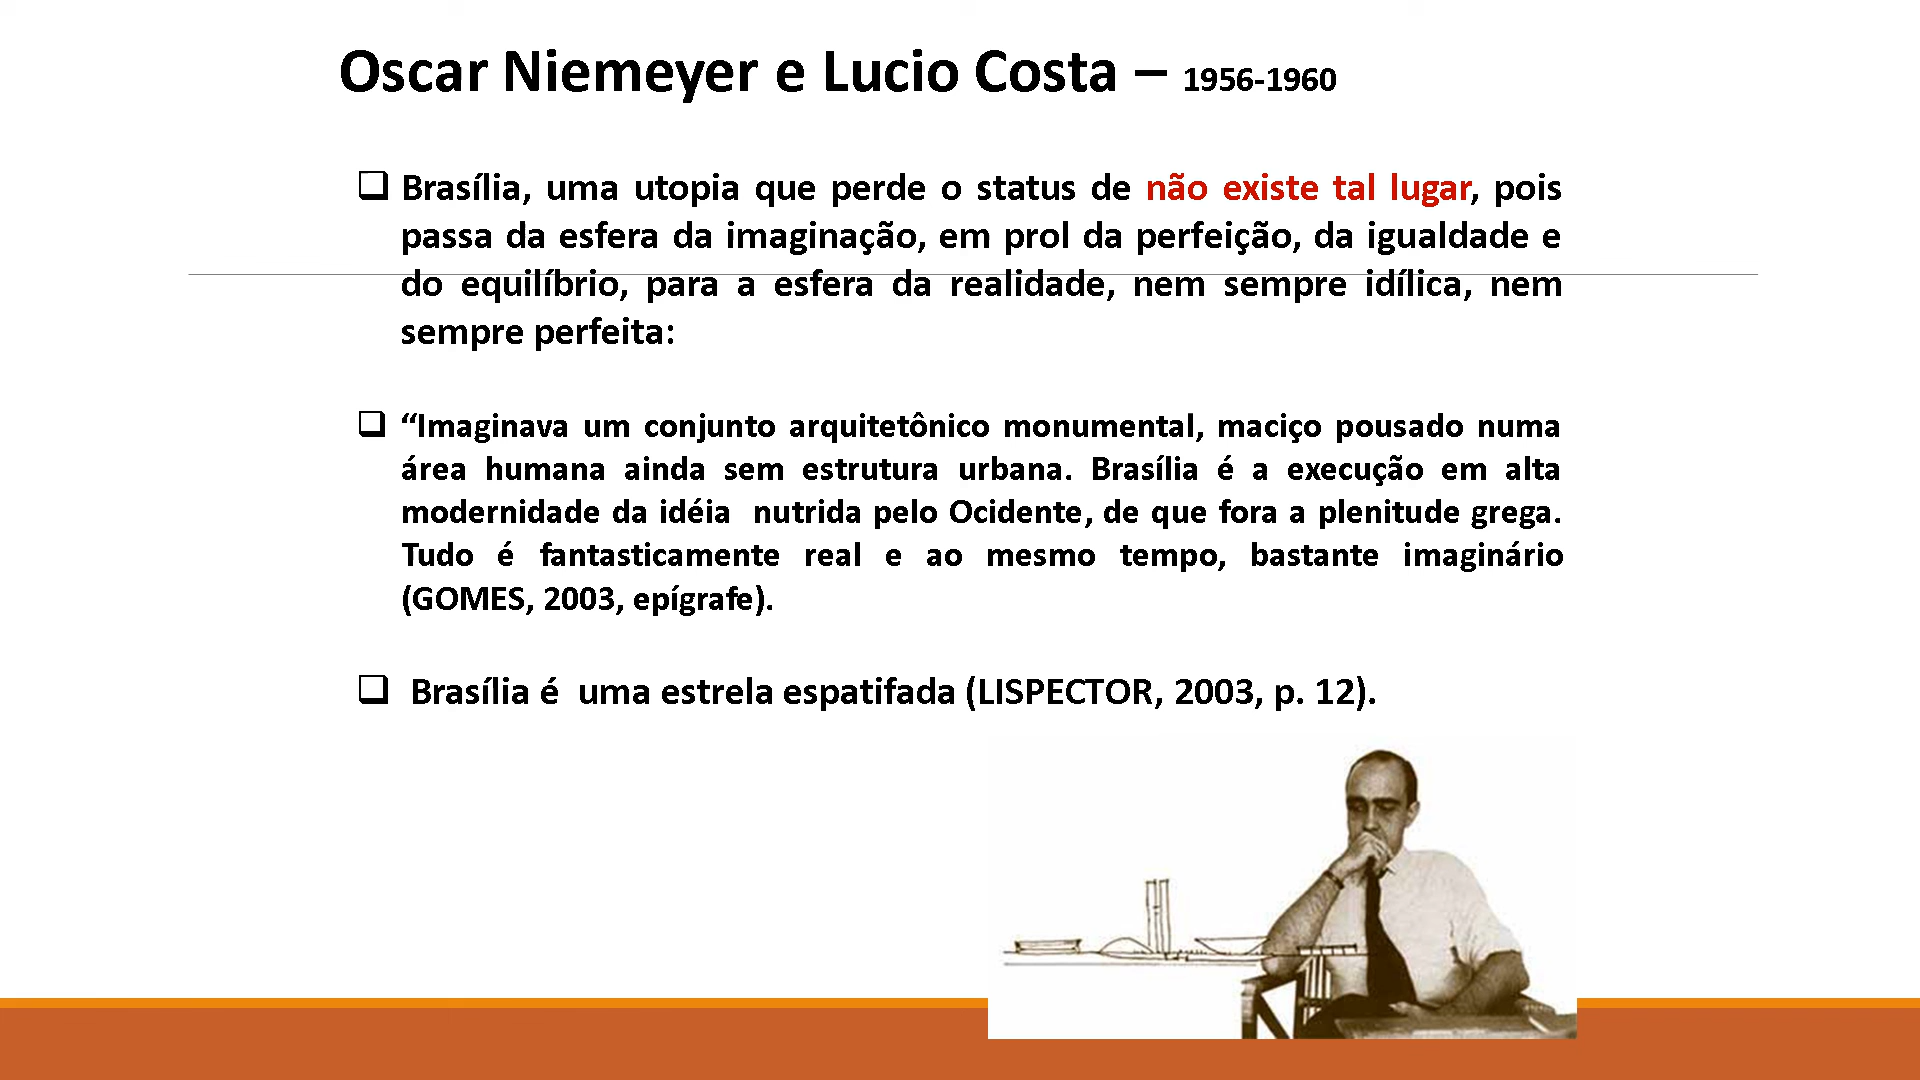 Oscar Niemeyer e Lucio Costa – 1956-1960
Brasília, uma utopia que perde o status de não existe tal lugar, pois
passa da esfera da imaginação, em prol da perfeição, da igualdade e
do equilíbrio, para a esfera da realidade, nem sempre idílica, nem
sempre perfeita:
“Imaginava um conjunto arquitetônico monumental, maciço pousado numa
área humana ainda sem estrutura urbana. Brasília é a execução em alta
modernidade da idéia nutrida pelo Ocidente, de que fora a plenitude grega.
Tudo é fantasticamente real e ao mesmo tempo, bastante imaginário
(GOMES, 2003, epígrafe).
Brasília é uma estrela espatifada (LISPECTOR, 2003, p. 12).